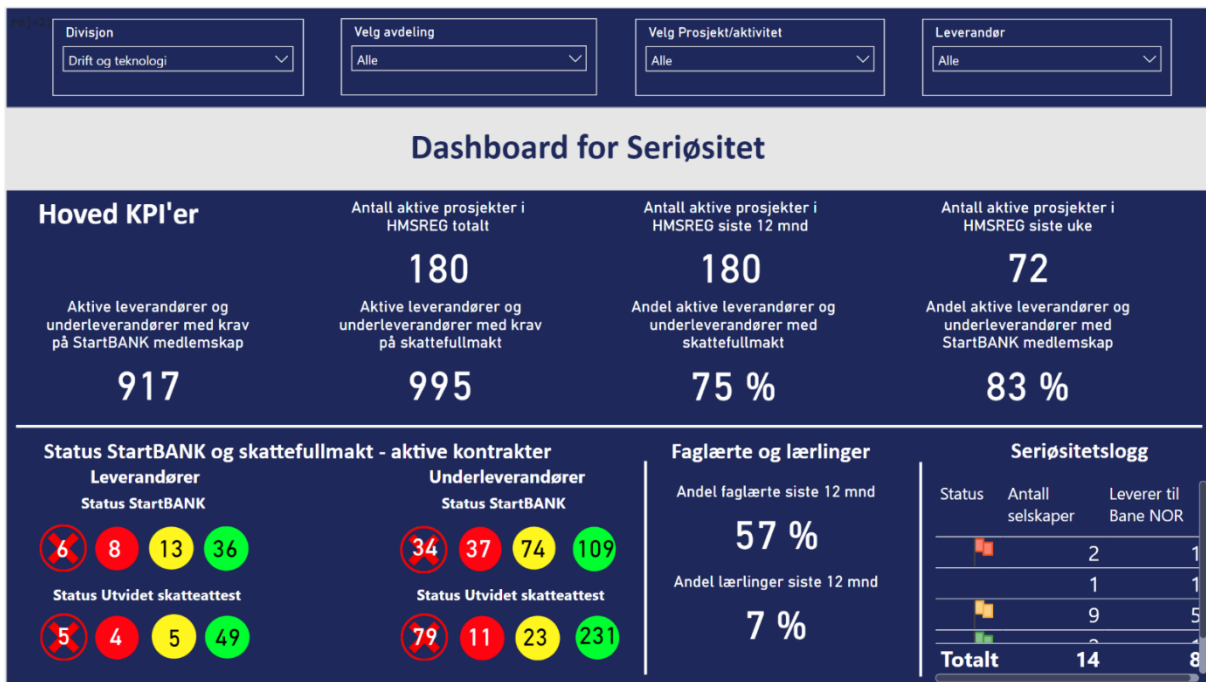 Divisjon
Drift og teknologi
Velg avdeling
Alle
Velg Prosjekt/aktivitet
Alle
Leverandør
Alle
Dashboard for Seriøsitet
Hoved KPI'er
Antall aktive prosjekter i
HMSREG totalt
180
Antall aktive prosjekter i
HMSREG siste 12 mnd
180
Antall aktive prosjekter i
HMSREG siste uke
72
Aktive leverandører og
underleverandører med krav
på StartBANK medlemskap
917
Aktive leverandører og
underleverandører med krav
på skattefullmakt
995
Andel aktive leverandører og
underleverandører med
skattefullmakt
75 %
Andel aktive leverandører og
underleverandører med
StartBANK medlemskap
83 %
Status StartBANK og skattefullmakt - aktive kontrakter
Leverandører
Status StartBANK
6 8 13 36
Status Utvidet skatteattest
5 4 5 49
Underleverandører
Status StartBANK
34 37 74 109
Status Utvidet skatteattest
79 11 23 231
Faglærte og lærlinger
Andel faglærte siste 12 mnd
57 %
Andel lærlinger siste 12 mnd
7 %
Seriøsitetslogg
Status Antall selskaper Leverer til Bane NOR
2 1
1 1
9 5
Totalt 14 8